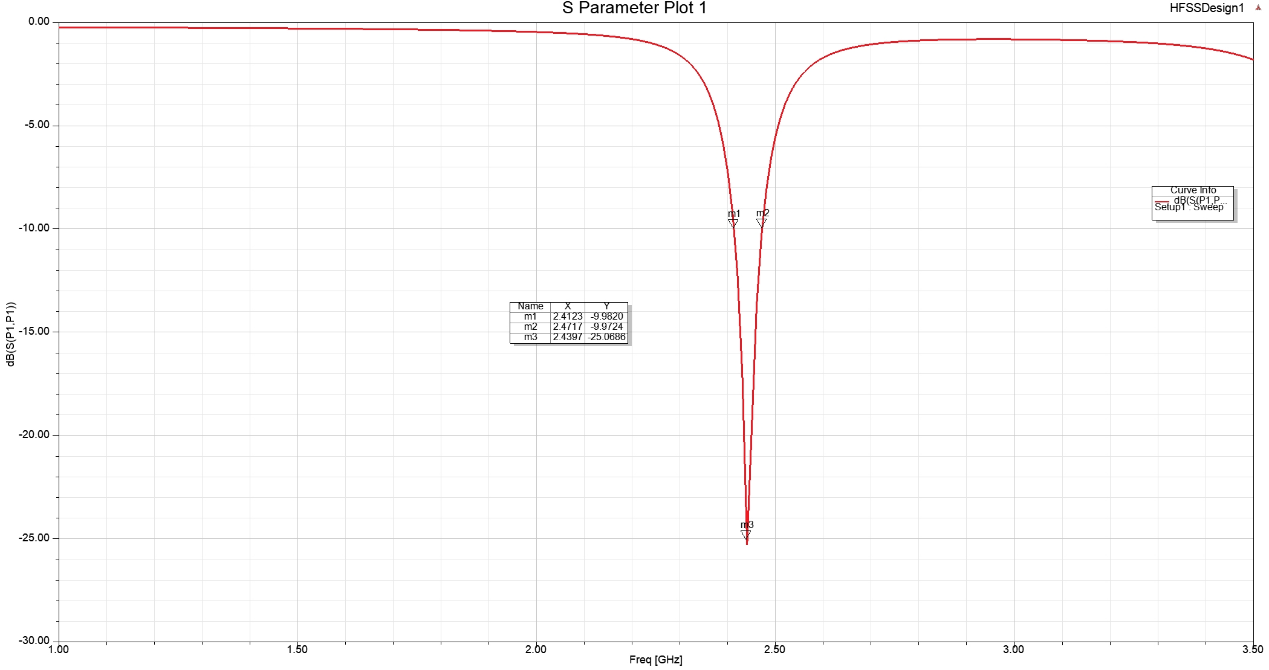 S Parameter Plot 1
HFSSDesign1
0.00
-5.00
-10.00
-15.00
-20.00
-25.00
-30.00
dB(S(P1,P1))
m1
m2
m3
Curve Info
dB(S(P1,P...
Setup1 : Sweep
Name X Y
m1 2.4123 -9.9820
m2 2.4717 -9.9724
m3 2.4397 -25.0686
1.00 1.50 2.00 2.50 3.00 3.50
Freq [GHz]